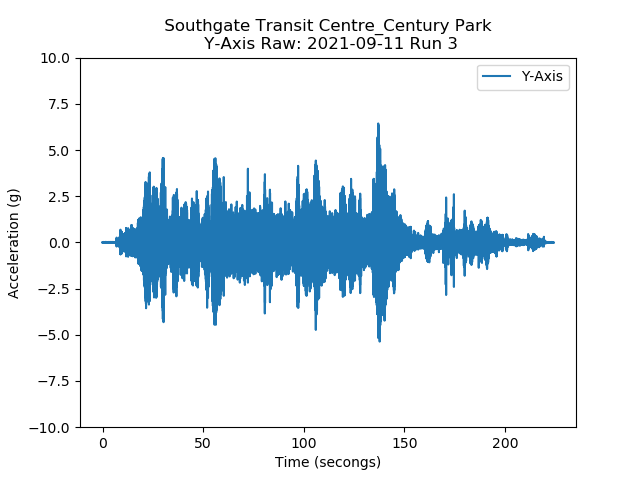 Southgate Transit Centre_Century Park
Y-Axis Raw: 2021-09-11 Run 3
Y-Axis
10.0
7.5
5.0
2.5
0.0
−2.5
−5.0
−7.5
−10.0
Acceleration (g)
0 50 100 150 200
Time (secongs)